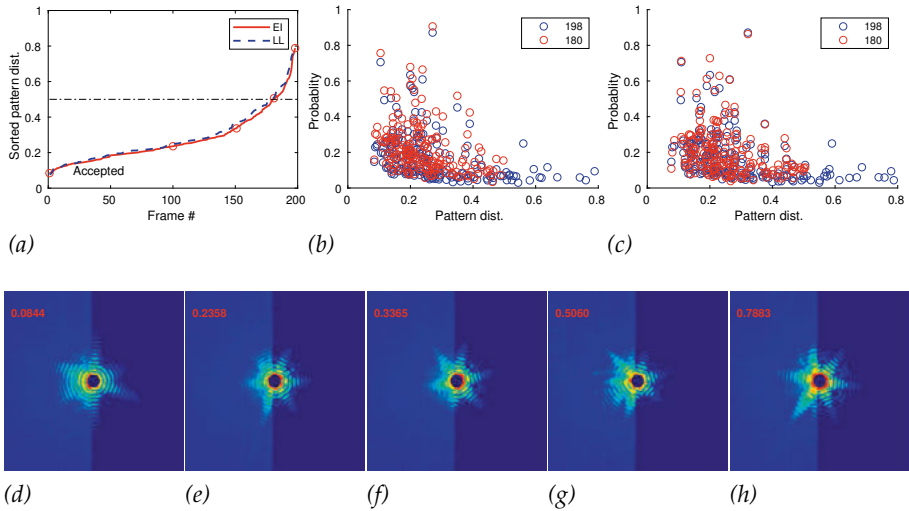 1
0.8
0.6
0.4
0.2
0
Sorted pattern dist.
EI
LL
Accepted
0 50 100 150 200
Frame #
(a)
1
0.8
0.6
0.4
0.2
0
Probablity
198
180
0 0.2 0.4 0.6 0.8
Pattern dist.
(b)
1
0.8
0.6
0.4
0.2
0
Probablity
198
180
0 0.2 0.4 0.6 0.8
Pattern dist.
(c)
0.0844
(d)
0.2358
(e)
0.3365
(f)
0.5060
(g)
0.7883
(h)